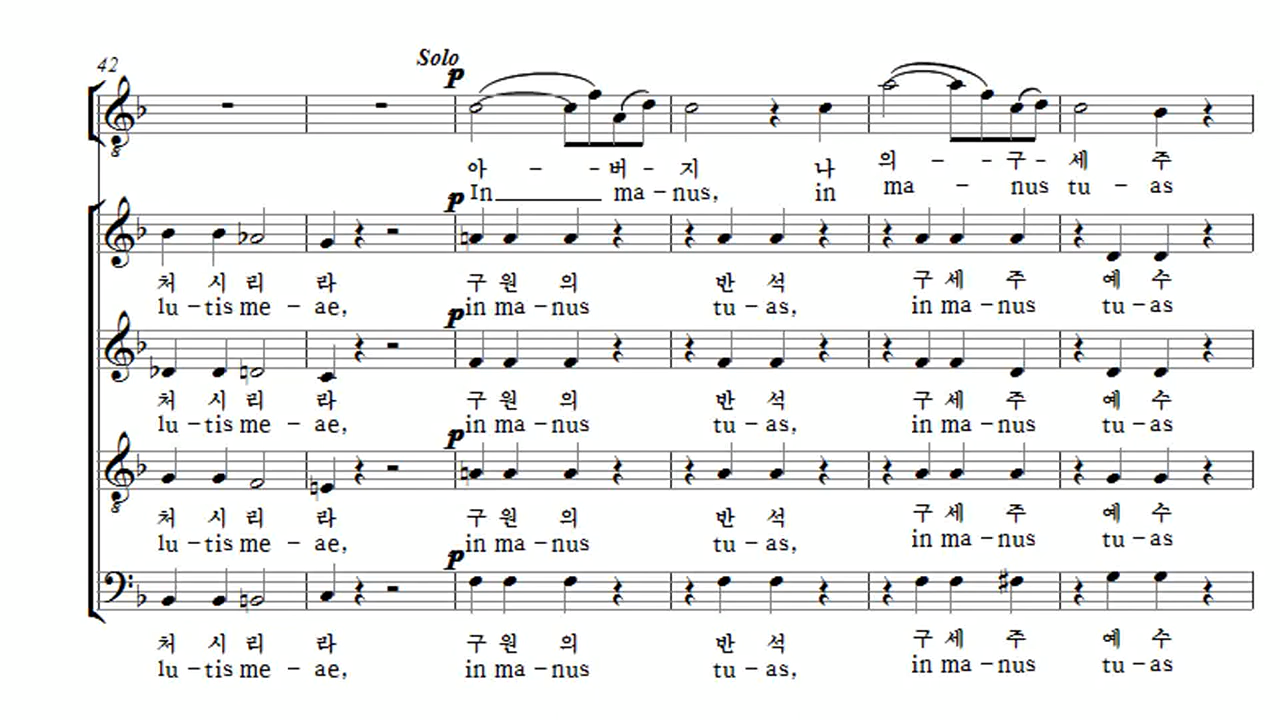 42
Solo
p
아 - - 버 - 지 나 의 - - 구 - 세 주
In ma - nus, in ma - nus tu - as
p
처 시 리 라 구 원 의 반 석 구 세 주 예 수
lu - tis me - ae, in ma - nus tu - as, in ma - nus tu - as
p
처 시 리 라 구 원 의 반 석 구 세 주 예 수
lu - tis me - ae, in ma - nus tu - as, in ma - nus tu - as
p
처 시 리 라 구 원 의 반 석 구 세 주 예 수
lu - tis me - ae, in ma - nus tu - as, in ma - nus tu - as
p
처 시 리 라 구 원 의 반 석 구 세 주 예 수
lu - tis me - ae, in ma - nus tu - as, in ma - nus tu - as